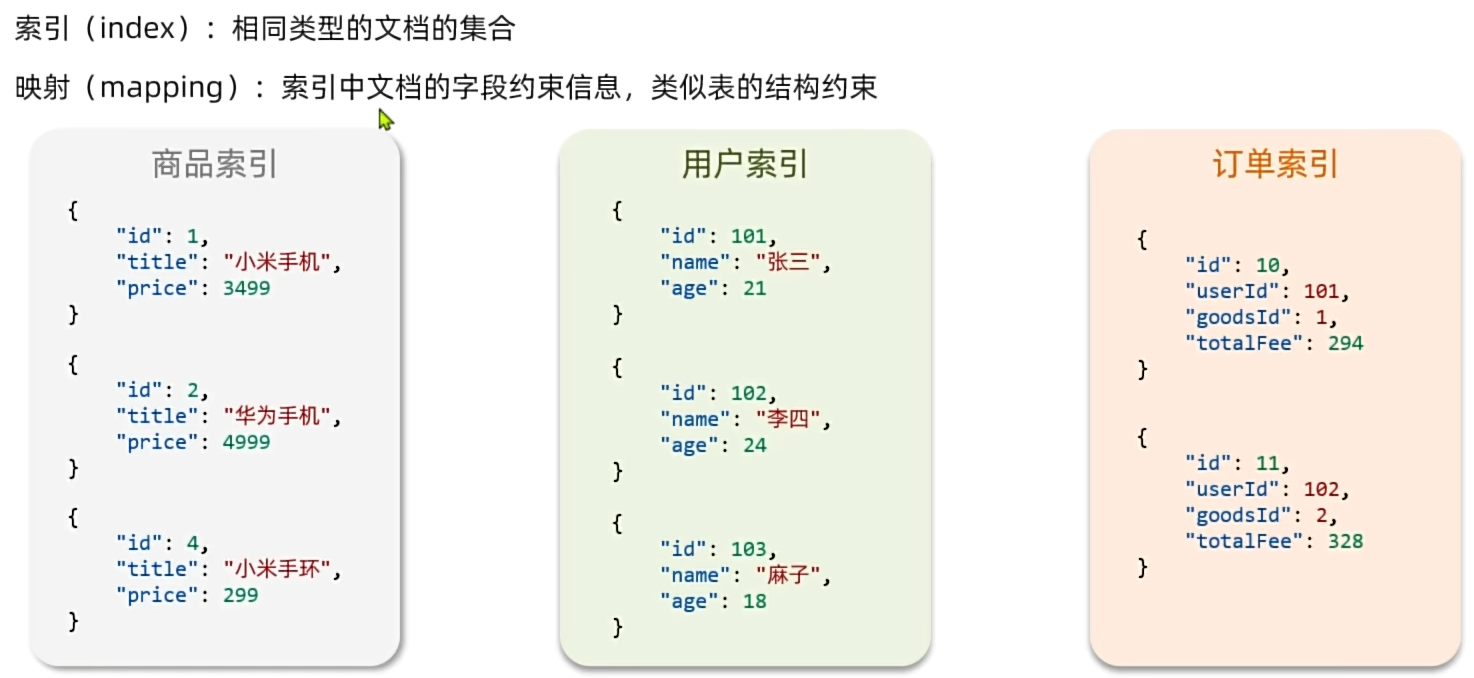 索引（index）：相同类型的文档的集合
映射（mapping）：索引中文档的字段约束信息，类似表的结构约束
商品索引
{
"id": 1,
"title": "小米手机",
"price": 3499
}
{
"id": 2,
"title": "华为手机",
"price": 4999
}
{
"id": 4,
"title": "小米手环",
"price": 299
}
用户索引
{
"id": 101,
"name": "张三",
"age": 21
}
{
"id": 102,
"name": "李四",
"age": 24
}
{
"id": 103,
"name": "麻子",
"age": 18
}
订单索引
{
"id": 10,
"userId": 101,
"goodsId": 1,
"totalFee": 294
}
{
"id": 11,
"userId": 102,
"goodsId": 2,
"totalFee": 328
}